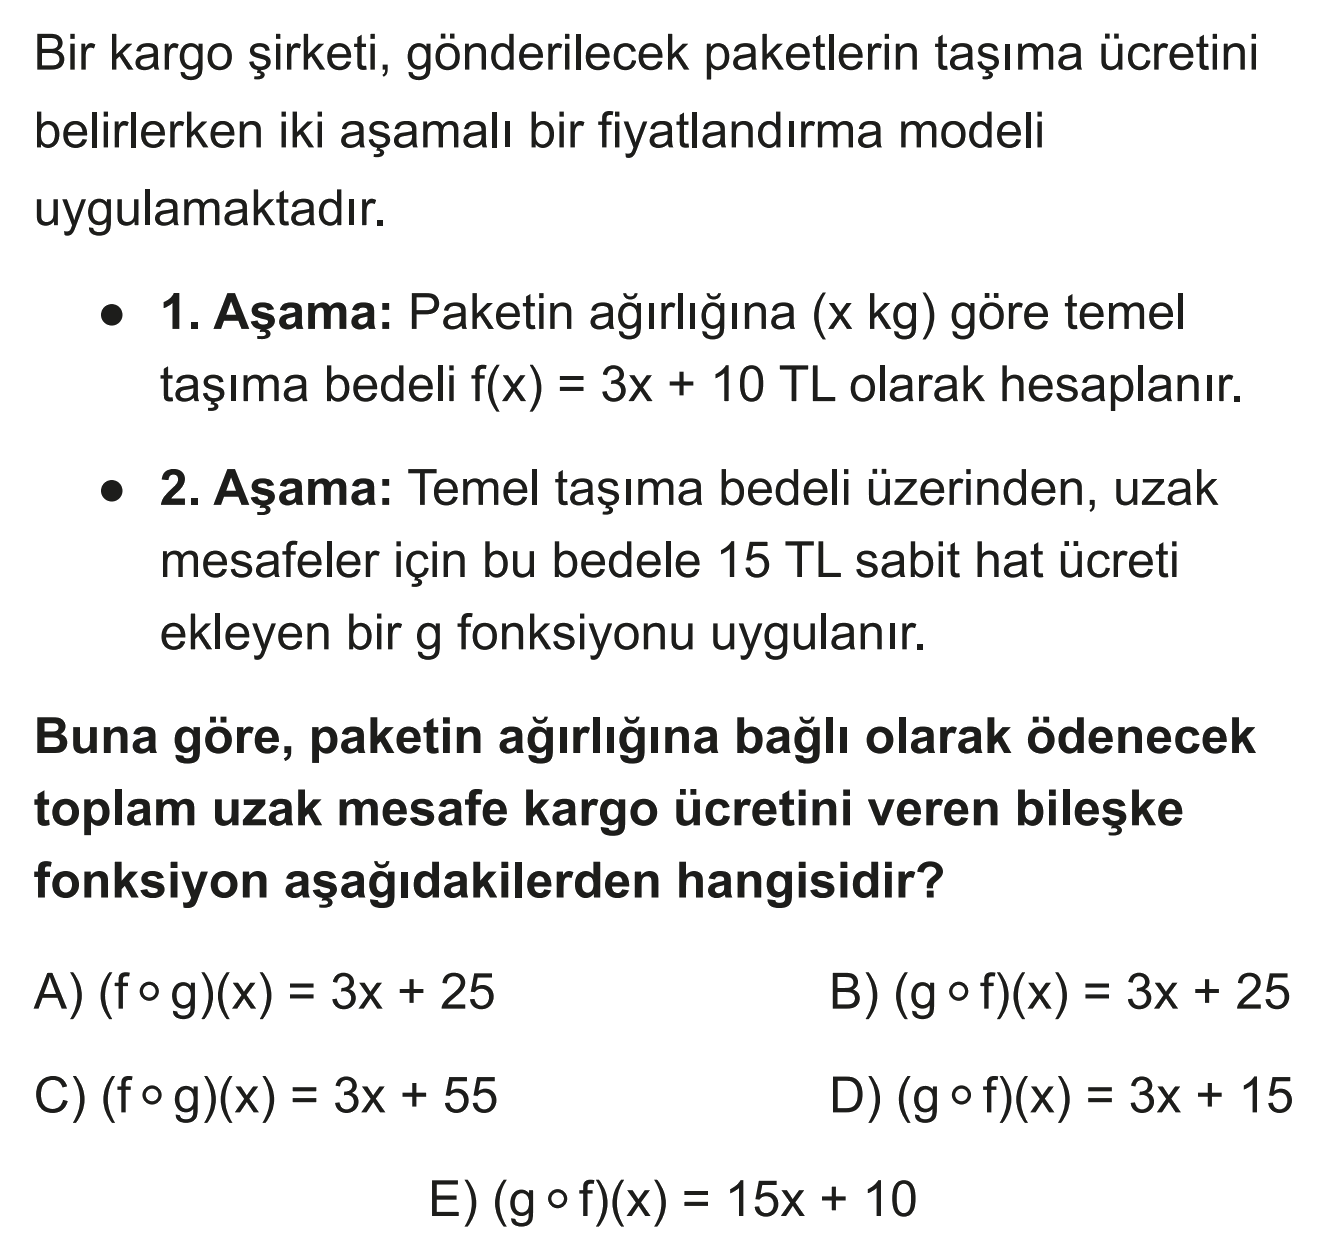 Bir kargo şirketi, gönderilecek paketlerin taşıma ücretini
belirlerken iki aşamalı bir fiyatlandırma modeli
uygulamaktadır.
● 1. Aşama: Paketin ağırlığına (x kg) göre temel
taşıma bedeli f(x) = 3x + 10 TL olarak hesaplanır.
● 2. Aşama: Temel taşıma bedeli üzerinden, uzak
mesafeler için bu bedele 15 TL sabit hat ücreti
ekleyen bir g fonksiyonu uygulanır.
Buna göre, paketin ağırlığına bağlı olarak ödenecek
toplam uzak mesafe kargo ücretini veren bileşke
fonksiyon aşağıdakilerden hangisidir?
A) (f∘g)(x) = 3x + 25 B) (g∘f)(x) = 3x + 25
C) (f∘g)(x) = 3x + 55 D) (g∘f)(x) = 3x + 15
E) (g∘f)(x) = 15x + 10